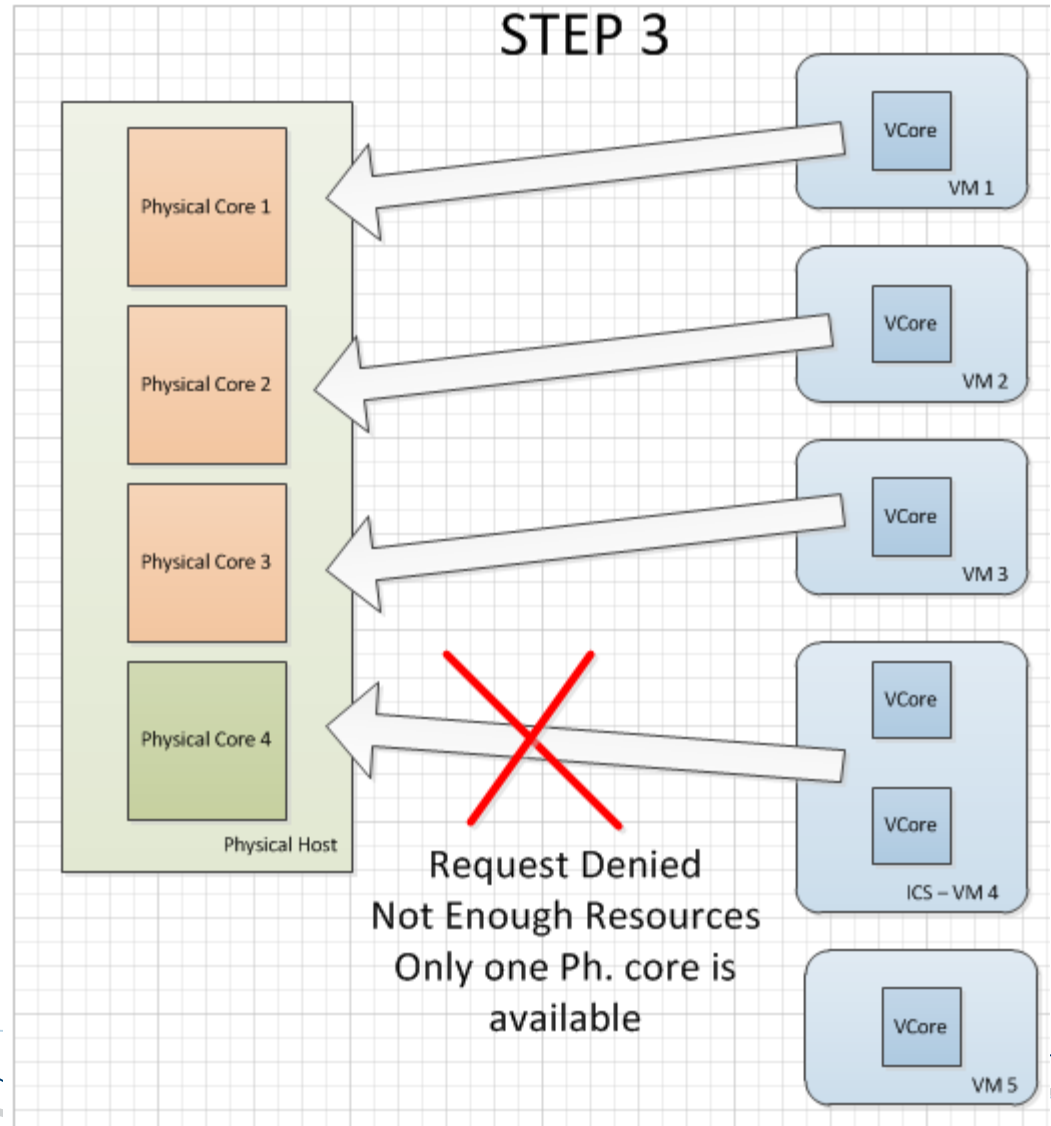 STEP 3
Physical Core 1
Physical Core 2
Physical Core 3
Physical Core 4
Physical Host
VCore
VM 1
VCore
VM 2
VCore
VM 3
VCore
VCore
ICS – VM 4
Request Denied
Not Enough Resources
Only one Ph. core is
available
VCore
VM 5